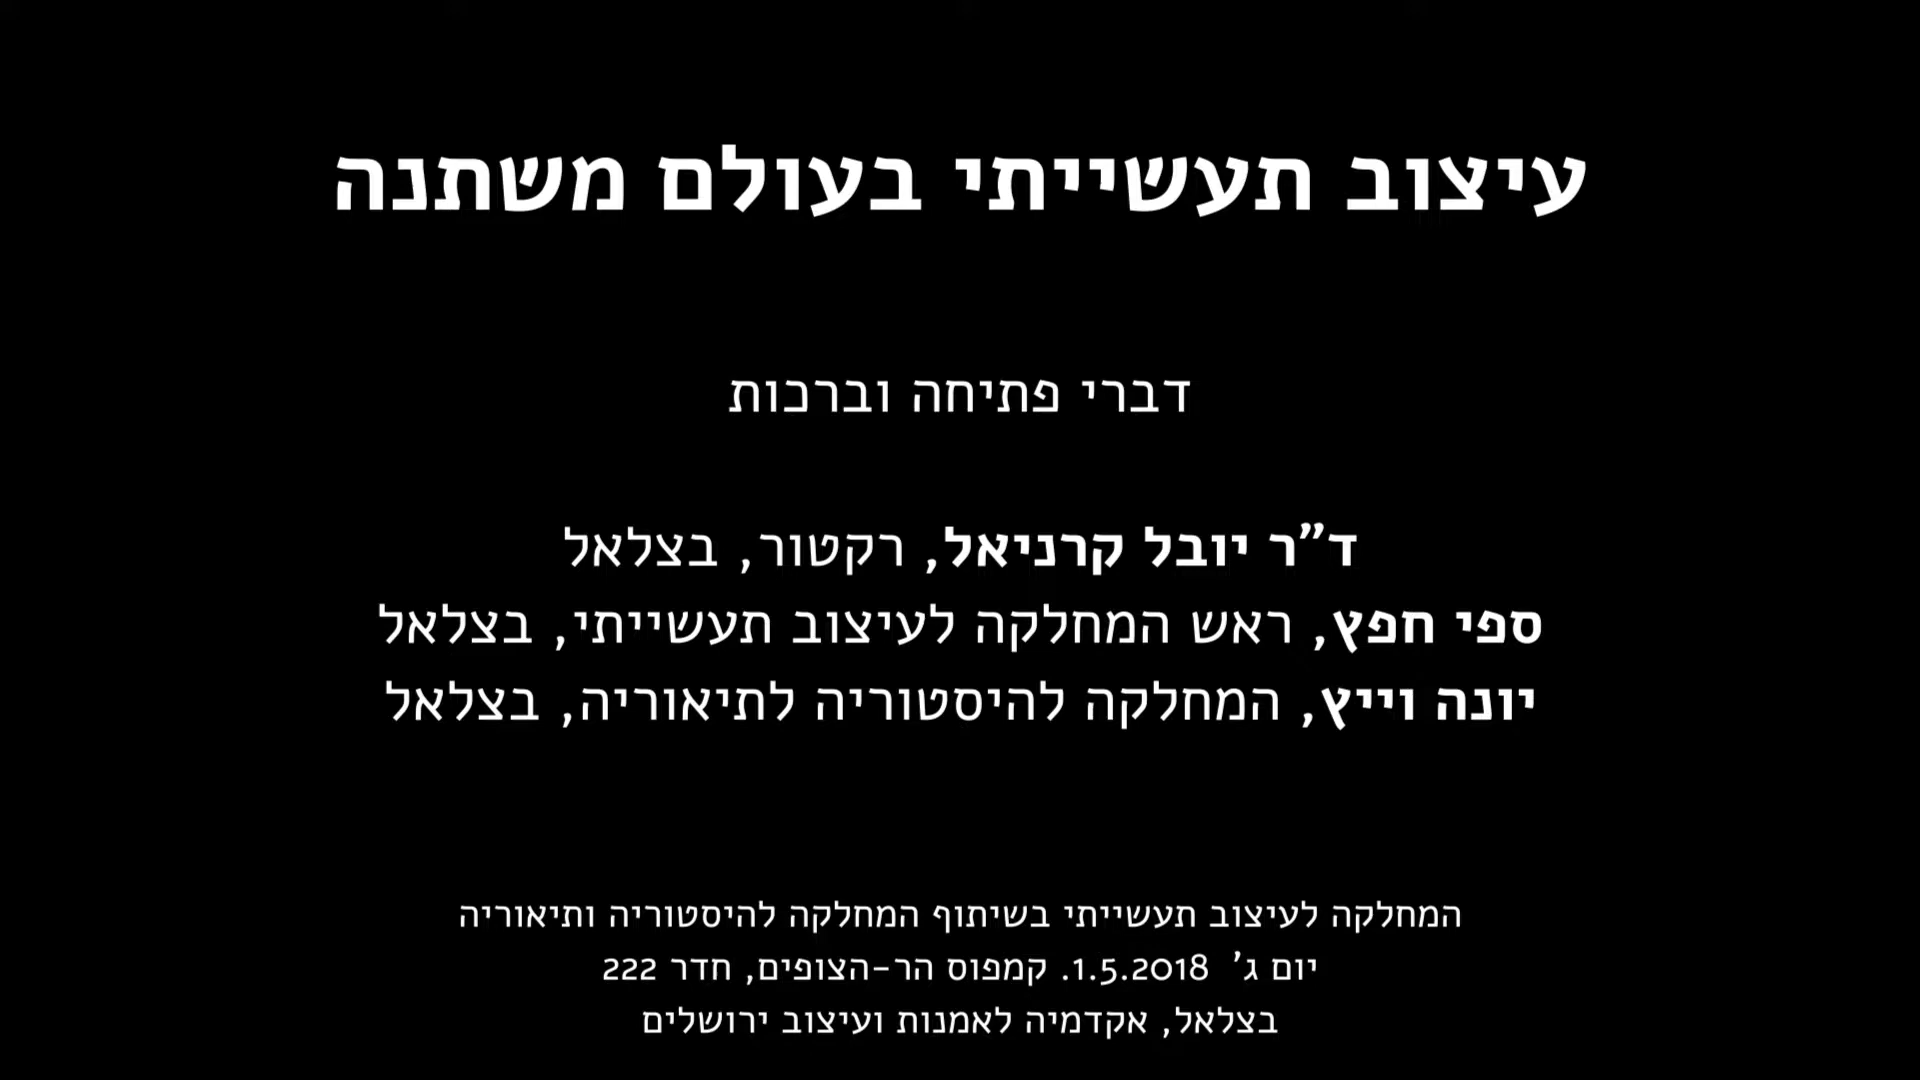 עיצוב תעשייתי בעולם משתנה
דברי פתיחה וברכות
ד"ר יובל קרניאל, רקטור, בצלאל
ספי חפץ, ראש המחלקה לעיצוב תעשייתי, בצלאל
יונה וייץ, המחלקה להיסטוריה לתיאוריה, בצלאל
המחלקה לעיצוב תעשייתי בשיתוף המחלקה להיסטוריה ותיאוריה
יום ג' 1.5.2018. קמפוס הר-הצופים, חדר 222
בצלאל, אקדמיה לאמנות ועיצוב ירושלים